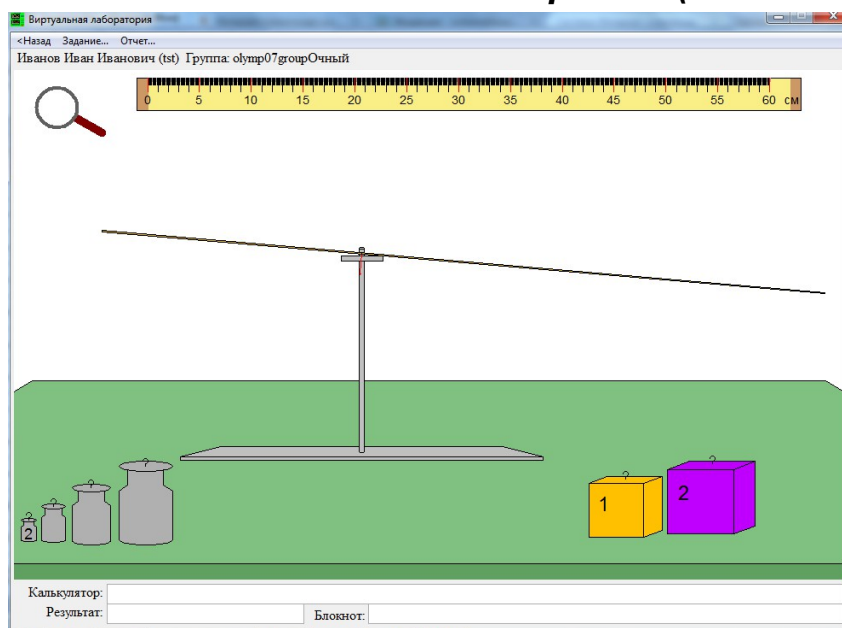 Виртуальная лаборатория
<Назад Задание... Отчет...
Иванов Иван Иванович (tst) Группа: olymp07groupОчный
0 5 10 15 20 25 30 35 40 45 50 55 60 см
2
1
2
Калькулятор:
Результат: Блокнот: